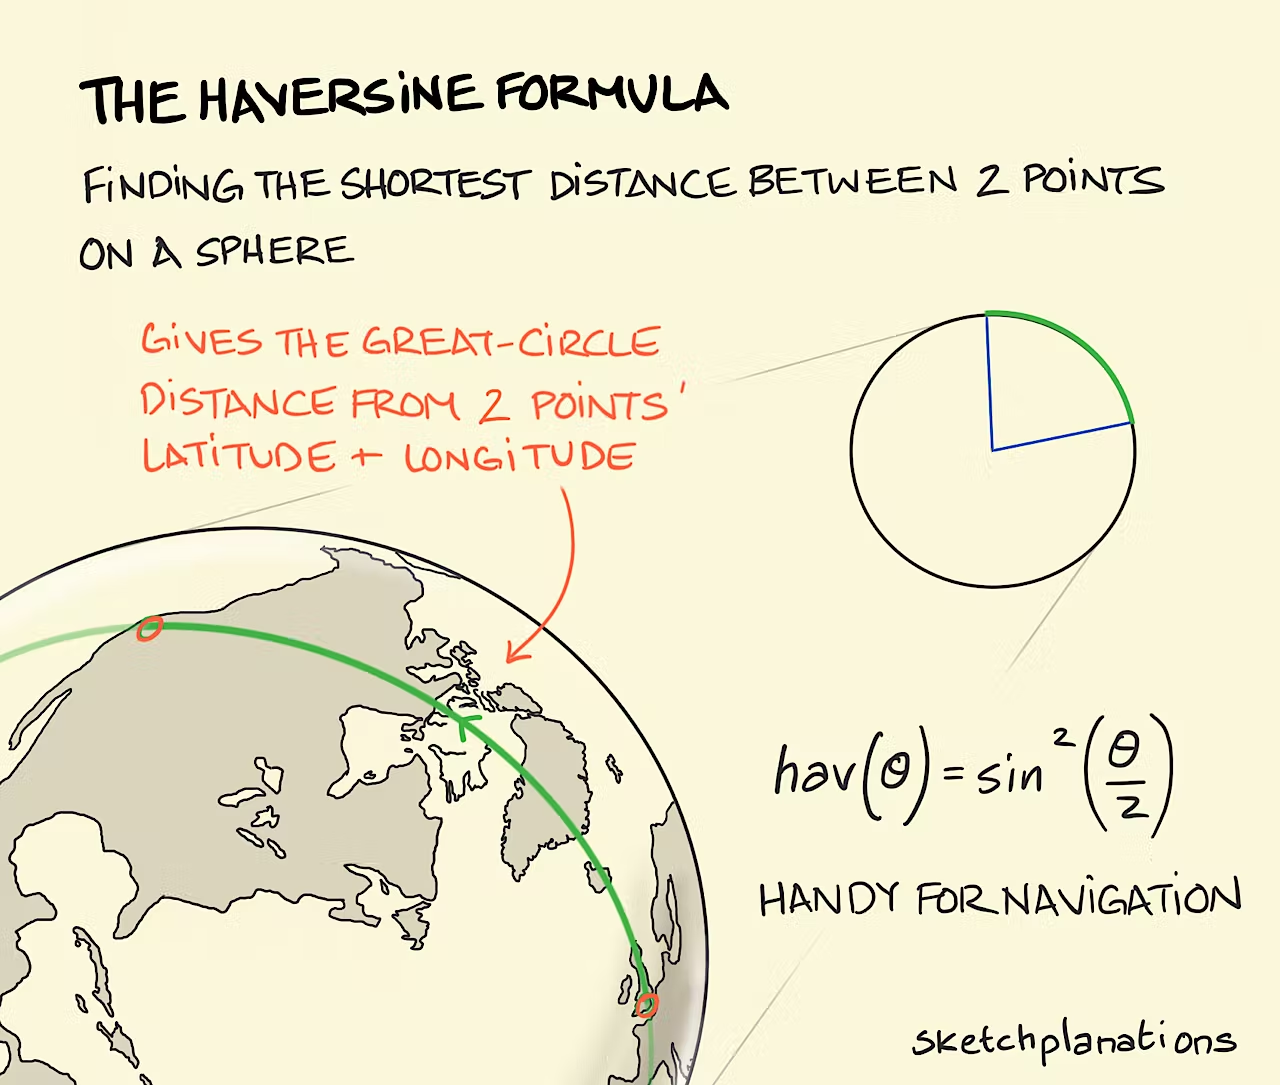 THE HAVERSINE FORMULA
FINDING THE SHORTEST DISTANCE BETWEEN 2 POINTS
ON A SPHERE
GIVES THE GREAT-CIRCLE
DISTANCE FROM 2 POINTS'
LATITUDE + LONGITUDE
hav(θ) = sin²(θ/2)
HANDY FOR NAVIGATION
sketchplanations